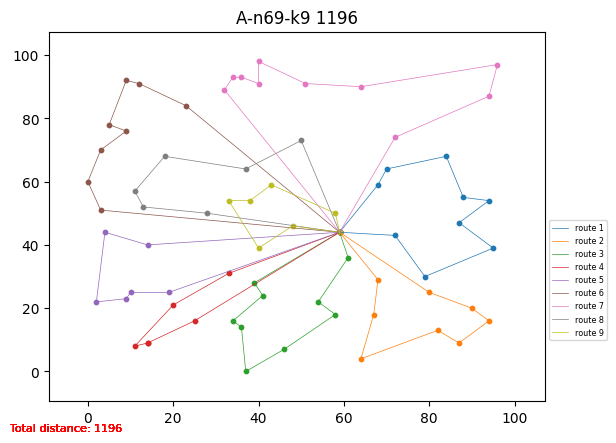 A-n69-k9 1196
100
80
60
40
20
0
0 20 40 60 80 100
route 1
route 2
route 3
route 4
route 5
route 6
route 7
route 8
route 9
Total distance: 1196